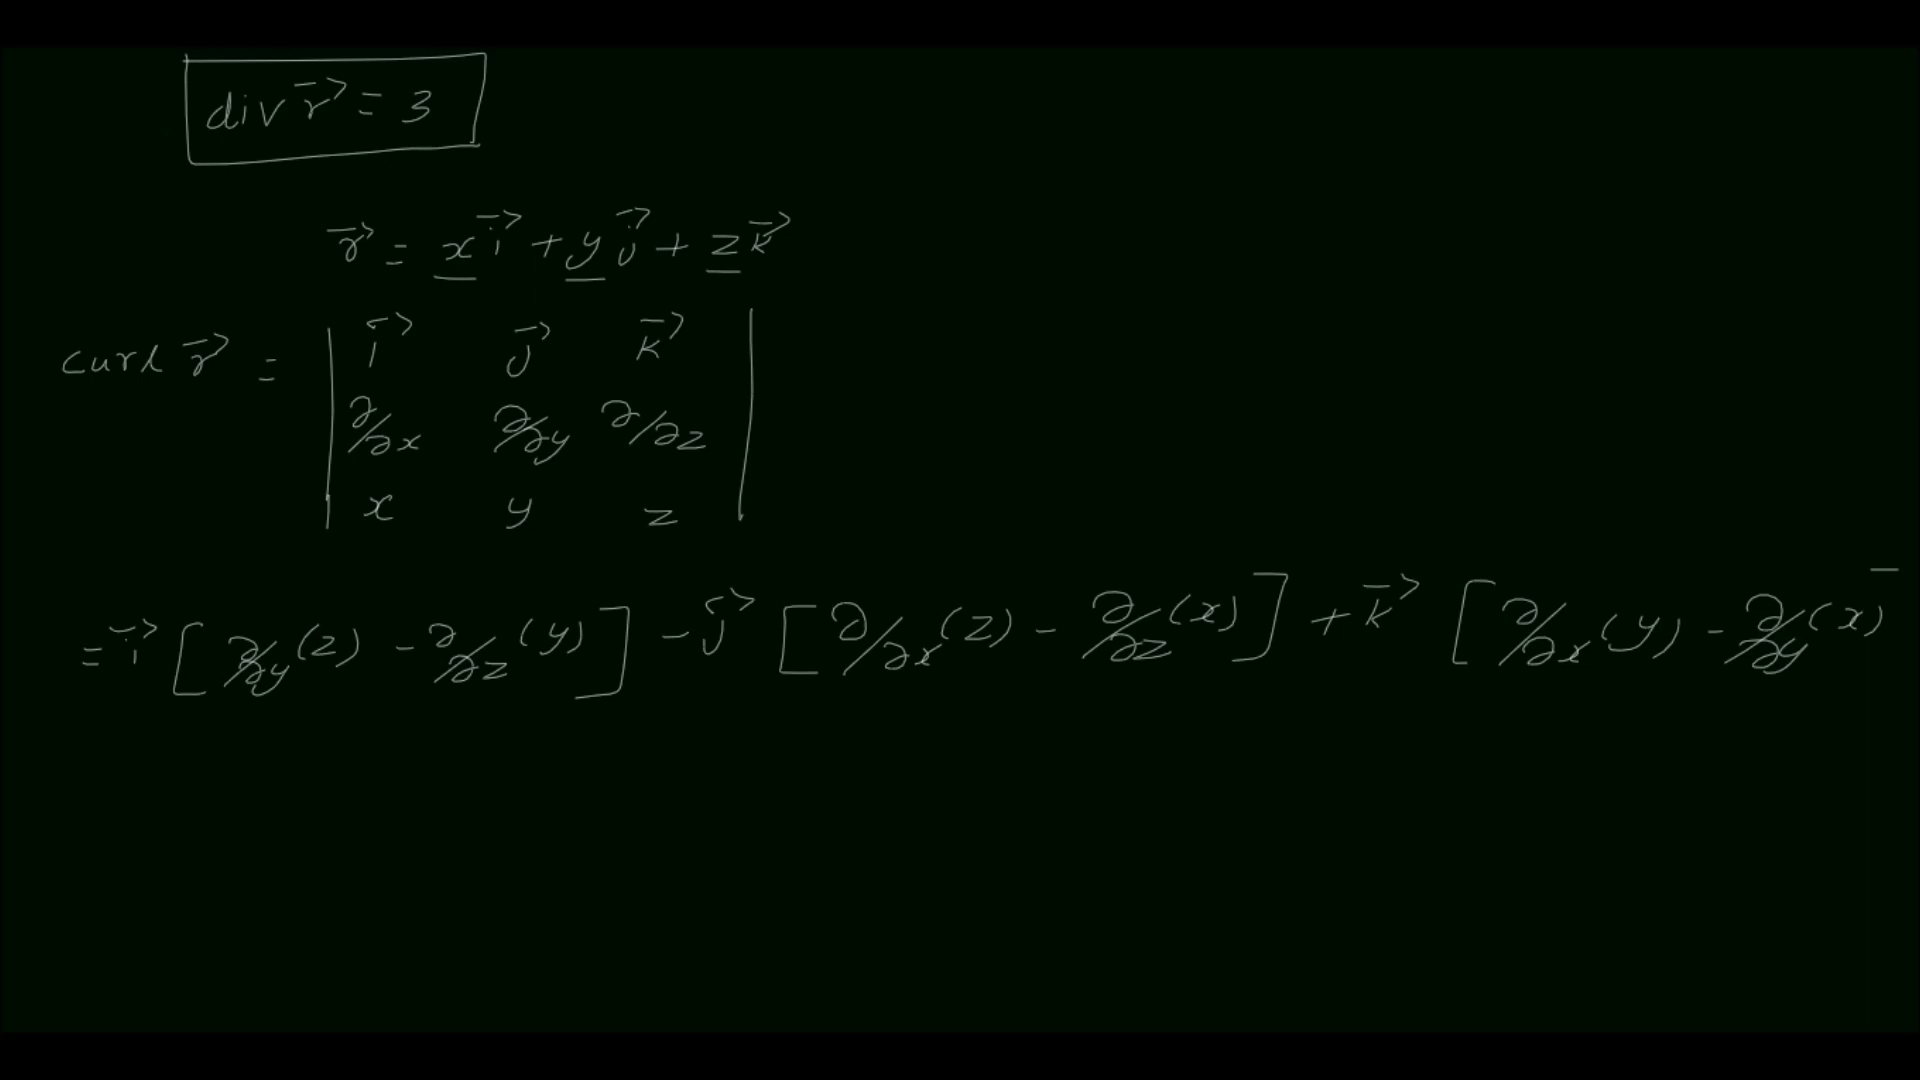 div r⃗ = 3
r⃗ = x i⃗ + y j⃗ + z k⃗
curl r⃗ = | i⃗ j⃗ k⃗ |
| ∂/∂x ∂/∂y ∂/∂z |
| x y z |
= i⃗ [ ∂/∂y (z) - ∂/∂z (y) ] - j⃗ [ ∂/∂x (z) - ∂/∂z (x) ] + k⃗ [ ∂/∂x (y) - ∂/∂y (x)